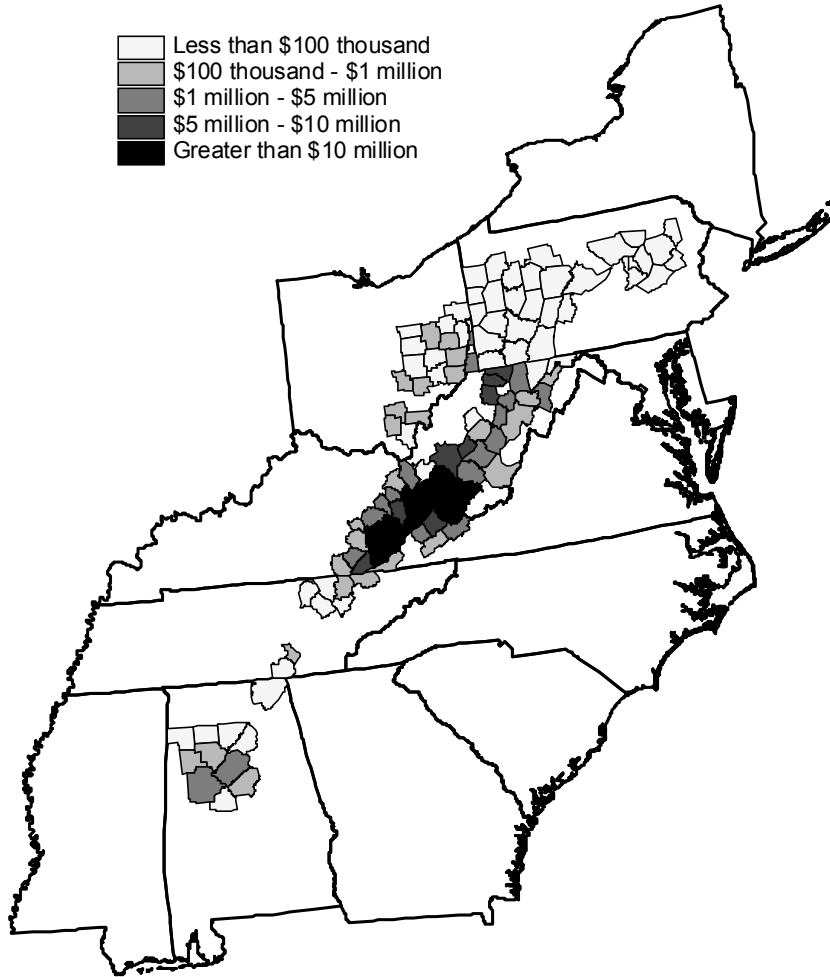 Less than $100 thousand
$100 thousand - $1 million
$1 million - $5 million
$5 million - $10 million
Greater than $10 million